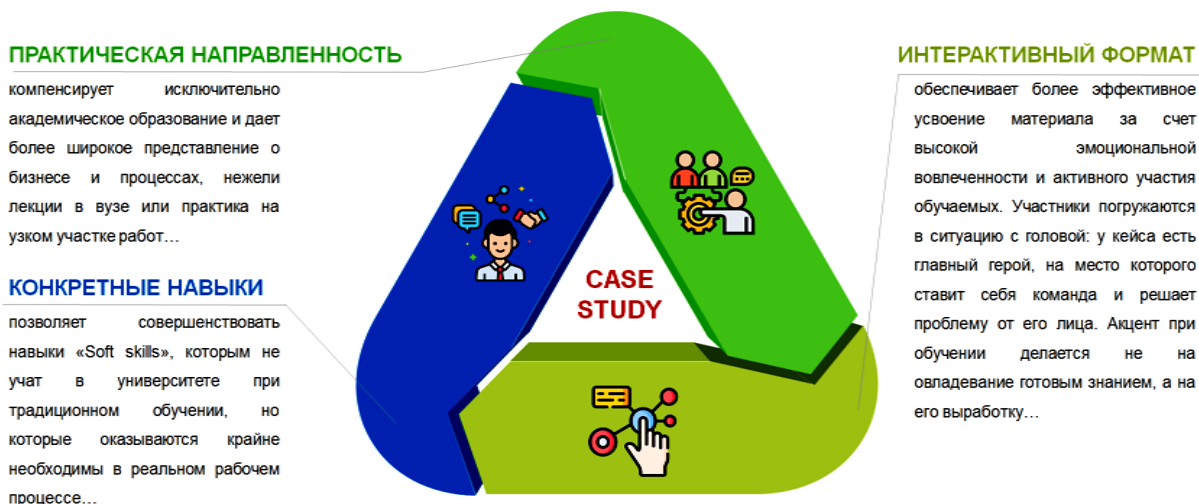 ПРАКТИЧЕСКАЯ НАПРАВЛЕННОСТЬ
компенсирует исключительно
академическое образование и дает
более широкое представление о
бизнесе и процессах, нежели
лекции в вузе или практика на
узком участке работ…
КОНКРЕТНЫЕ НАВЫКИ
позволяет совершенствовать
навыки «Soft skills», которым не
учат в университете при
традиционном обучении, но
которые оказываются крайне
необходимы в реальном рабочем
процессе…
CASE
STUDY
ИНТЕРАКТИВНЫЙ ФОРМАТ
обеспечивает более эффективное
усвоение материала за счет
высокой эмоциональной
вовлеченности и активного участия
обучаемых. Участники погружаются
в ситуацию с головой: у кейса есть
главный герой, на место которого
ставит себя команда и решает
проблему от его лица. Акцент при
обучении делается не на
овладевание готовым знанием, а на
его выработку…